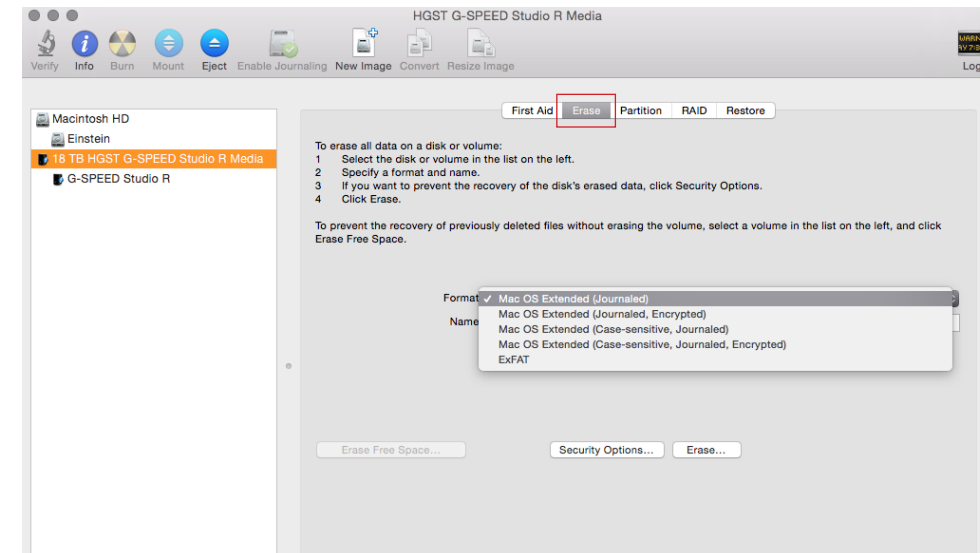 HGST G-SPEED Studio R Media
WARN
AY 7:3
Verify Info Burn Mount Eject Enable Journaling New Image Convert Resize Image Log
First Aid Erase Partition RAID Restore
Macintosh HD
Einstein
18 TB HGST G-SPEED Studio R Media
G-SPEED Studio R
To erase all data on a disk or volume:
1 Select the disk or volume in the list on the left.
2 Specify a format and name.
3 If you want to prevent the recovery of the disk's erased data, click Security Options.
4 Click Erase.
To prevent the recovery of previously deleted files without erasing the volume, select a volume in the list on the left, and click
Erase Free Space.
Format ✓ Mac OS Extended (Journaled)
Mac OS Extended (Journaled, Encrypted)
Name
Mac OS Extended (Case-sensitive, Journaled)
Mac OS Extended (Case-sensitive, Journaled, Encrypted)
ExFAT
Erase Free Space... Security Options... Erase...